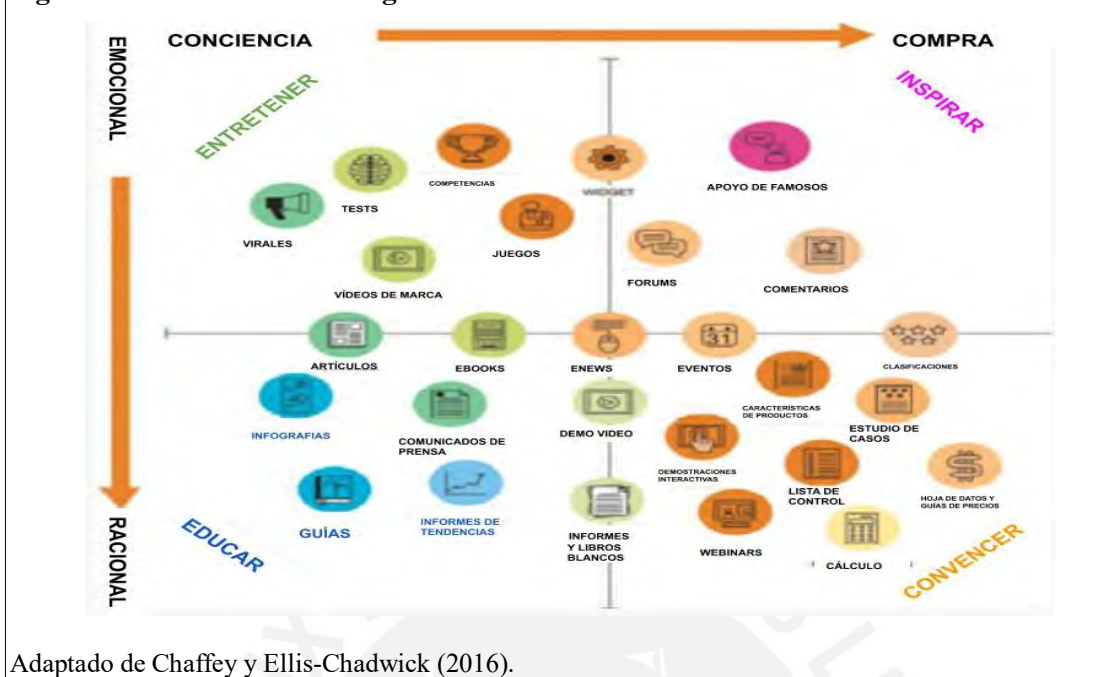 CONCIENCIA
COMPRA
EMOCIONAL
ENTRETENER
INSPIRAR
COMPETENCIAS
WIDGET
APOYO DE FAMOSOS
TESTS
VIRALES
JUEGOS
FORUMS
COMENTARIOS
VÍDEOS DE MARCA
31
ARTÍCULOS
EBOOKS
ENEWS
EVENTOS
CLASIFICACIONES
CARACTERÍSTICAS
DE PRODUCTOS
INFOGRAFIAS
COMUNICADOS DE
PRENSA
DEMO VIDEO
ESTUDIO DE
CASOS
DEMOSTRACIONES
INTERACTIVAS
LISTA DE
CONTROL
HOJA DE DATOS Y
GUÍAS DE PRECIOS
RACIONAL
EDUCAR
GUÍAS
INFORMES DE
TENDENCIAS
INFORMES
Y LIBROS
BLANCOS
WEBINARS
CÁLCULO
CONVENCER
Adaptado de Chaffey y Ellis-Chadwick (2016).